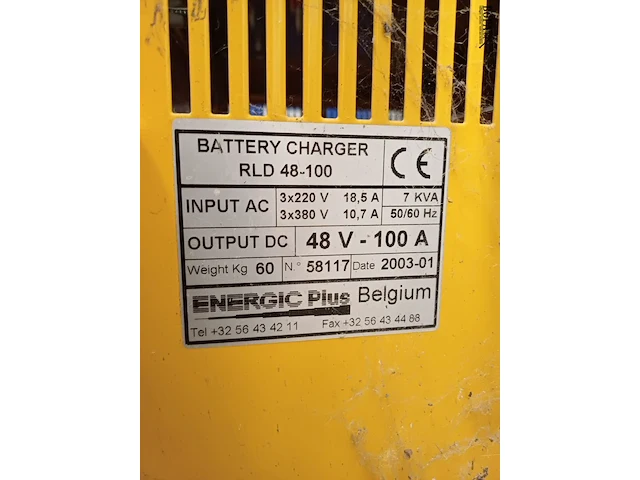 BATTERY CHARGER
RLD 48-100
CE
INPUT AC 3x220 V 18,5 A 7 KVA
3x380 V 10,7 A 50/60 Hz
OUTPUT DC 48 V - 100 A
Weight Kg 60 N.° 58117 Date 2003-01
ENERGIC Plus Belgium
Tel +32 56 43 42 11 Fax +32 56 43 44 88